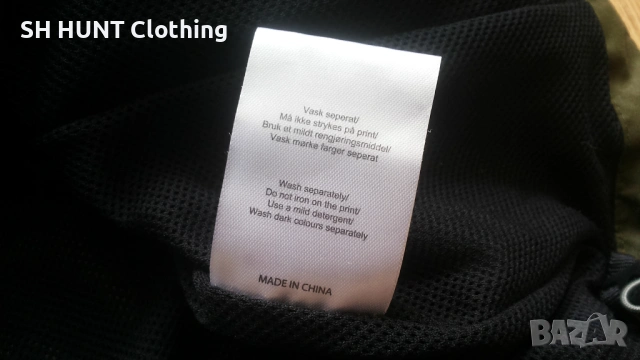 SH HUNT Clothing
Vask seperat/
Må ikke strykes på print/
Bruk et mildt rengjøringsmiddel/
Vask mørke farger seperat
Wash separately/
Do not iron on the print/
Use a mild detergent/
Wash dark colours separately
MADE IN CHINA
BAZAR